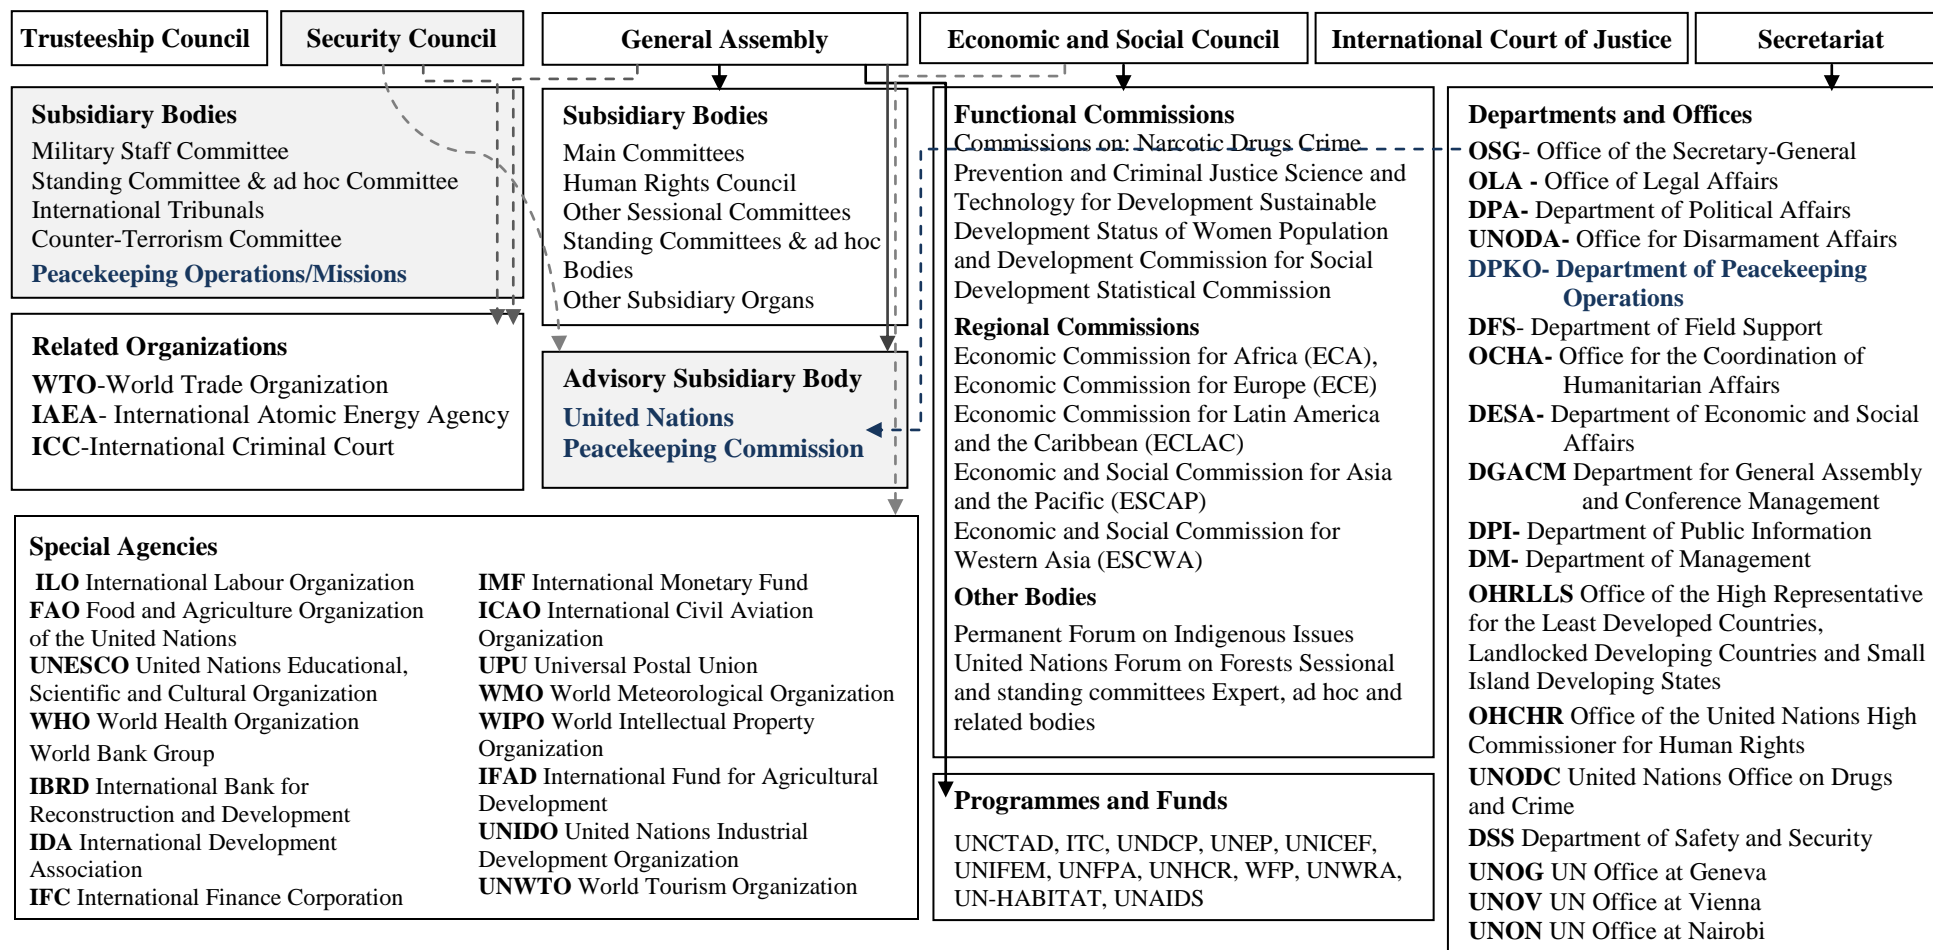 Trusteeship Council
Security Council
General Assembly
Economic and Social Council
International Court of Justice
Secretariat
Subsidiary Bodies
Military Staff Committee
Standing Committee & ad hoc Committee
International Tribunals
Counter-Terrorism Committee
Peacekeeping Operations/Missions
Related Organizations
WTO-World Trade Organization
IAEA- International Atomic Energy Agency
ICC-International Criminal Court
Subsidiary Bodies
Main Committees
Human Rights Council
Other Sessional Committees
Standing Committees & ad hoc
Bodies
Other Subsidiary Organs
Advisory Subsidiary Body
United Nations
Peacekeeping Commission
Special Agencies
ILO International Labour Organization
FAO Food and Agriculture Organization
of the United Nations
UNESCO United Nations Educational,
Scientific and Cultural Organization
WHO World Health Organization
World Bank Group
IBRD International Bank for
Reconstruction and Development
IDA International Development
Association
IFC International Finance Corporation
IMF International Monetary Fund
ICAO International Civil Aviation
Organization
UPU Universal Postal Union
WMO World Meteorological Organization
WIPO World Intellectual Property
Organization
IFAD International Fund for Agricultural
Development
UNIDO United Nations Industrial
Development Organization
UNWTO World Tourism Organization
Functional Commissions
Commissions on: Narcotic Drugs Crime
Prevention and Criminal Justice Science and
Technology for Development Sustainable
Development Status of Women Population
and Development Commission for Social
Development Statistical Commission
Regional Commissions
Economic Commission for Africa (ECA),
Economic Commission for Europe (ECE)
Economic Commission for Latin America
and the Caribbean (ECLAC)
Economic and Social Commission for Asia
and the Pacific (ESCAP)
Economic and Social Commission for
Western Asia (ESCWA)
Other Bodies
Permanent Forum on Indigenous Issues
United Nations Forum on Forests Sessional
and standing committees Expert, ad hoc and
related bodies
Programmes and Funds
UNCTAD, ITC, UNDCP, UNEP, UNICEF,
UNIFEM, UNFPA, UNHCR, WFP, UNWRA,
UN-HABITAT, UNAIDS
Departments and Offices
OSG- Office of the Secretary-General
OLA - Office of Legal Affairs
DPA- Department of Political Affairs
UNODA- Office for Disarmament Affairs
DPKO- Department of Peacekeeping
Operations
DFS- Department of Field Support
OCHA- Office for the Coordination of
Humanitarian Affairs
DESA- Department of Economic and Social
Affairs
DGACM Department for General Assembly
and Conference Management
DPI- Department of Public Information
DM- Department of Management
OHRLLS Office of the High Representative
for the Least Developed Countries,
Landlocked Developing Countries and Small
Island Developing States
OHCHR Office of the United Nations High
Commissioner for Human Rights
UNODC United Nations Office on Drugs
and Crime
DSS Department of Safety and Security
UNOG UN Office at Geneva
UNOV UN Office at Vienna
UNON UN Office at Nairobi